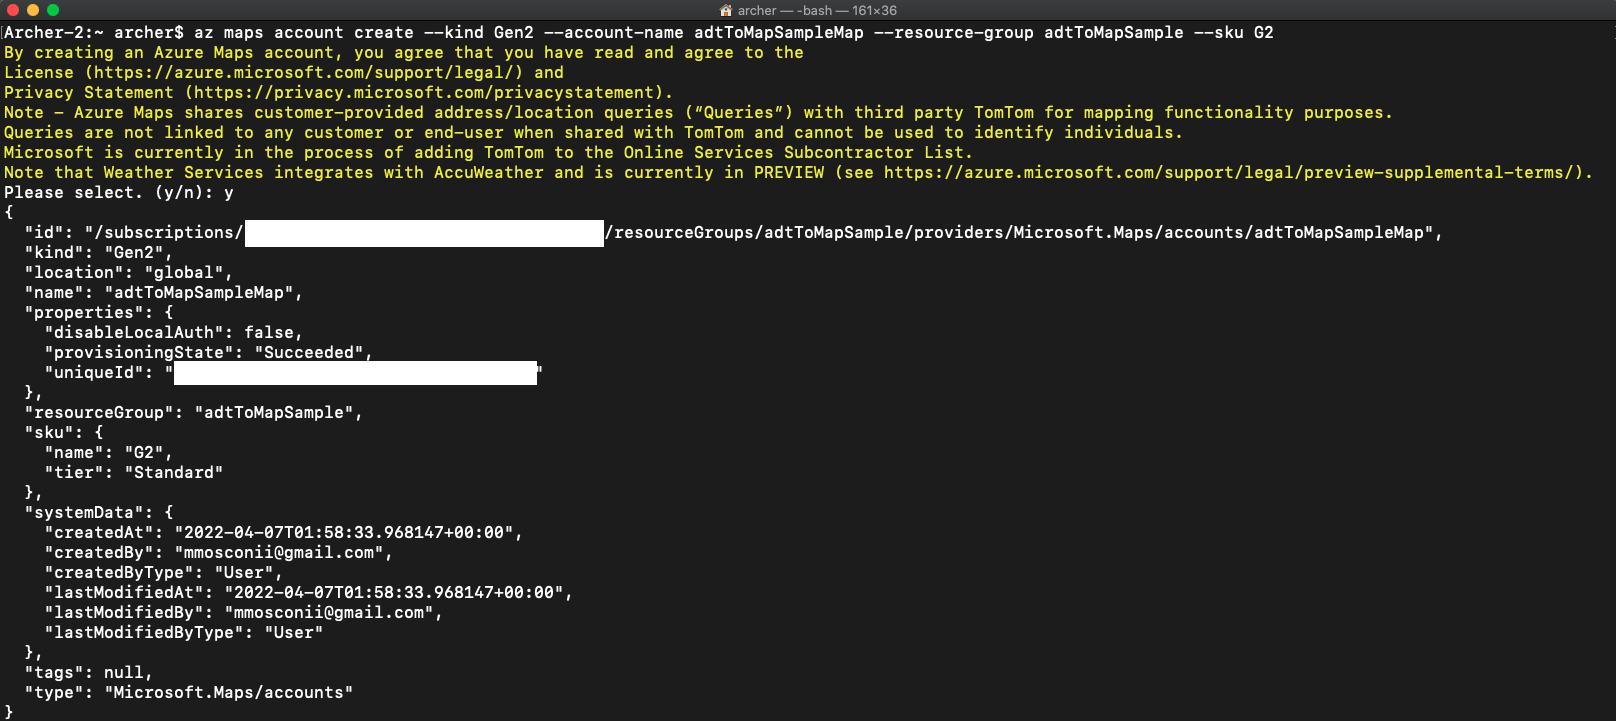 archer — -bash — 161×36
[Archer-2:~ archer$ az maps account create --kind Gen2 --account-name adtToMapSampleMap --resource-group adtToMapSample --sku G2
By creating an Azure Maps account, you agree that you have read and agree to the
License (https://azure.microsoft.com/support/legal/) and
Privacy Statement (https://privacy.microsoft.com/privacystatement).
Note – Azure Maps shares customer-provided address/location queries (“Queries”) with third party TomTom for mapping functionality purposes.
Queries are not linked to any customer or end-user when shared with TomTom and cannot be used to identify individuals.
Microsoft is currently in the process of adding TomTom to the Online Services Subcontractor List.
Note that Weather Services integrates with AccuWeather and is currently in PREVIEW (see https://azure.microsoft.com/support/legal/preview-supplemental-terms/).
Please select. (y/n): y
{
  "id": "/subscriptions/ /resourceGroups/adtToMapSample/providers/Microsoft.Maps/accounts/adtToMapSampleMap",
  "kind": "Gen2",
  "location": "global",
  "name": "adtToMapSampleMap",
  "properties": {
    "disableLocalAuth": false,
    "provisioningState": "Succeeded",
    "uniqueId": " "
  },
  "resourceGroup": "adtToMapSample",
  "sku": {
    "name": "G2",
    "tier": "Standard"
  },
  "systemData": {
    "createdAt": "2022-04-07T01:58:33.968147+00:00",
    "createdBy": "mmosconii@gmail.com",
    "createdByType": "User",
    "lastModifiedAt": "2022-04-07T01:58:33.968147+00:00",
    "lastModifiedBy": "mmosconii@gmail.com",
    "lastModifiedByType": "User"
  },
  "tags": null,
  "type": "Microsoft.Maps/accounts"
}